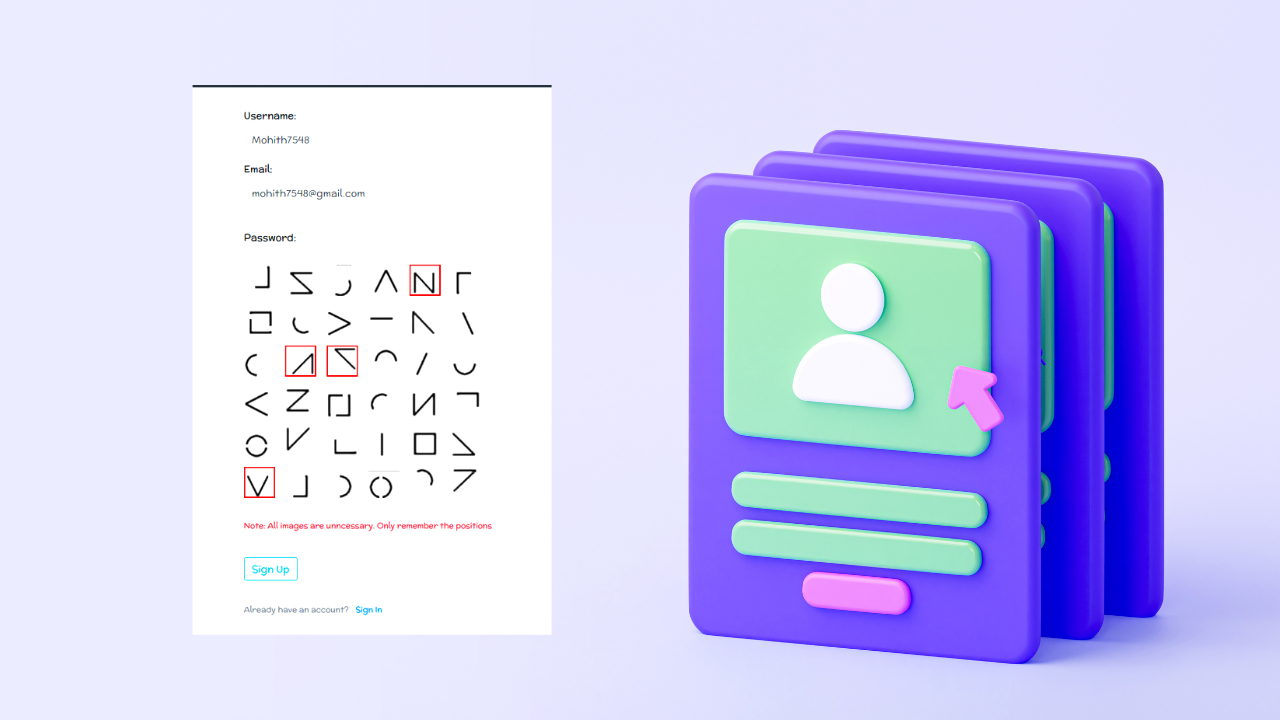 Username:
Mohith7548
Email:
mohith7548@gmail.com
Password:
Note: All images are unncessary. Only remember the positions
Sign Up
Already have an account? Sign In